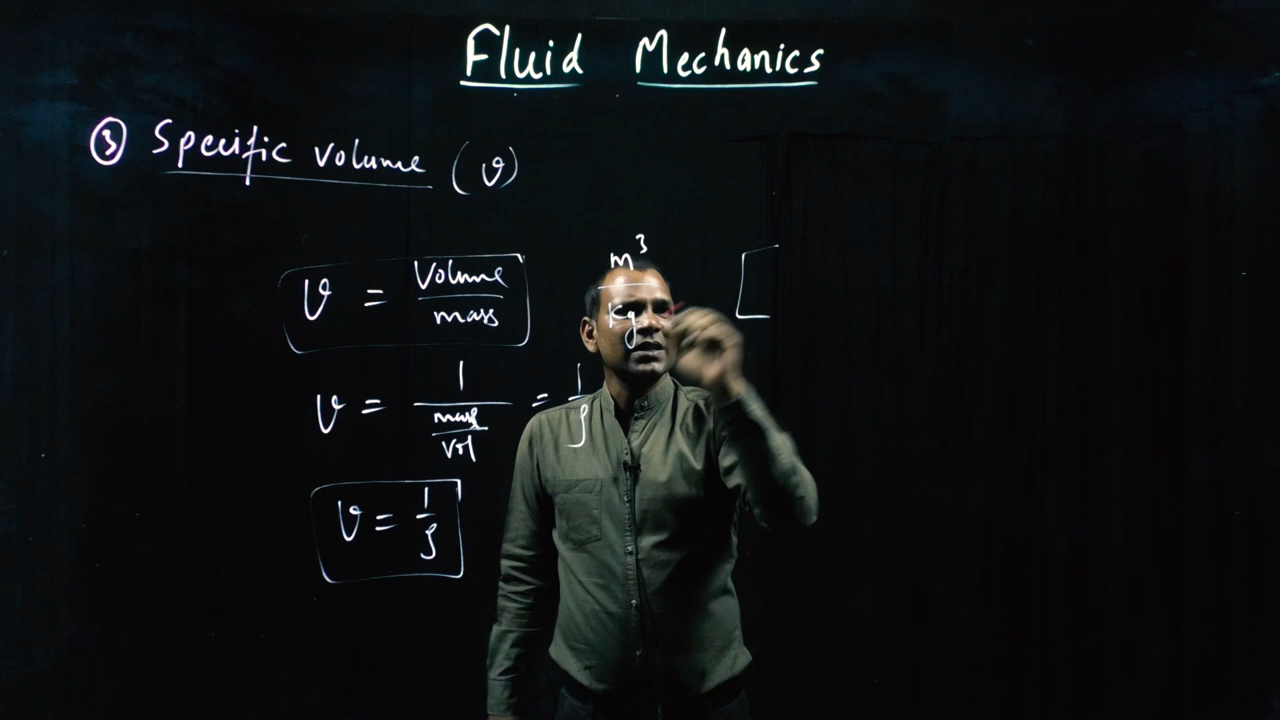 Fluid Mechanics
③ Specific volume (v)
v = Volume / mass m³ / Kg [
v = 1 / (mass / vol) = 1 / ρ
v = 1 / ρ